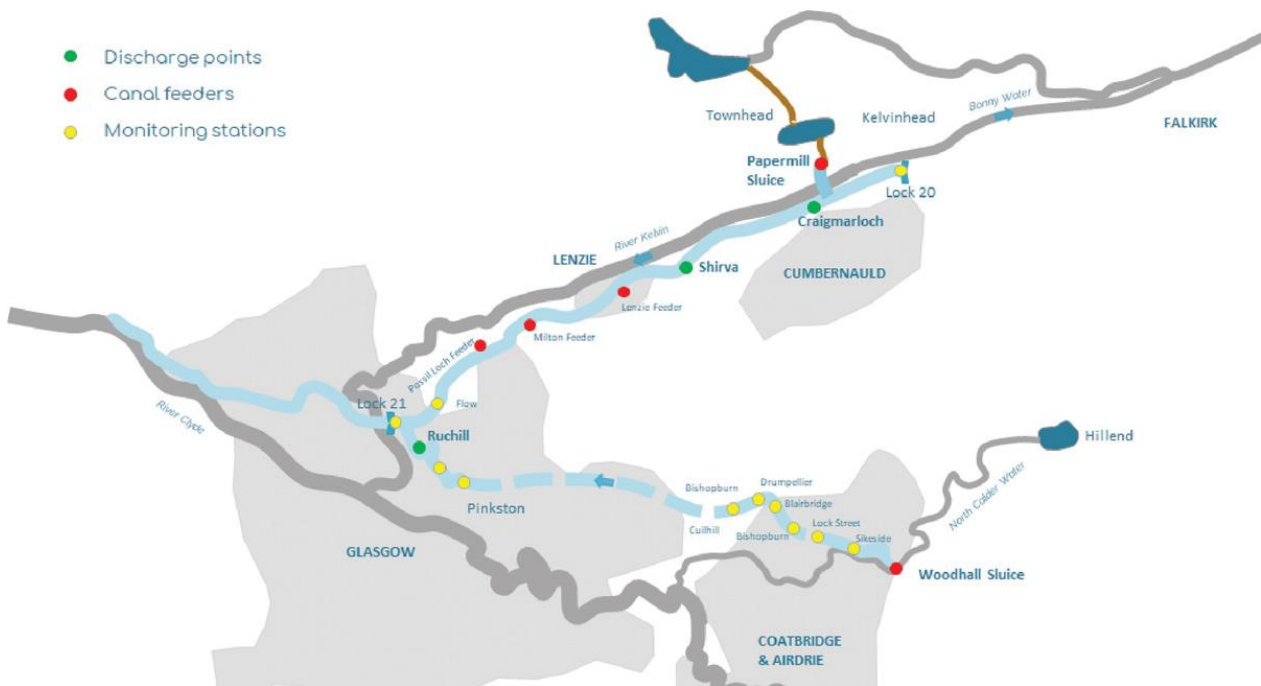 Discharge points
Canal feeders
Monitoring stations
Townhead
Kelvinhead
Bonny Water
FALKIRK
Papermill
Sluice
Lock 20
Craigmarloch
River Kelvin
LENZIE
Shirva
CUMBERNAULD
Lenzie Feeder
Milton Feeder
Possil Loch Feeder
Lock 21
Flow
River Clyde
Ruchill
Hillend
Pinkston
Bishopburn
Drumpellier
Blairbridge
North Calder Water
Cuilhill
Bishopburn
Lock Street
Sikeside
GLASGOW
Woodhall Sluice
COATBRIDGE
& AIRDRIE